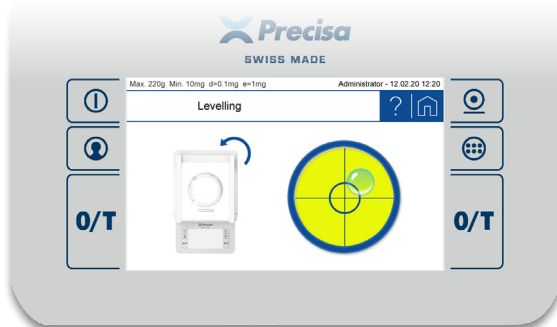 Precisa
SWISS MADE
Max. 220g Min. 10mg d=0,1mg e=1mg Administrator - 12.02.20 12:20
Levelling ?
0/T 0/T